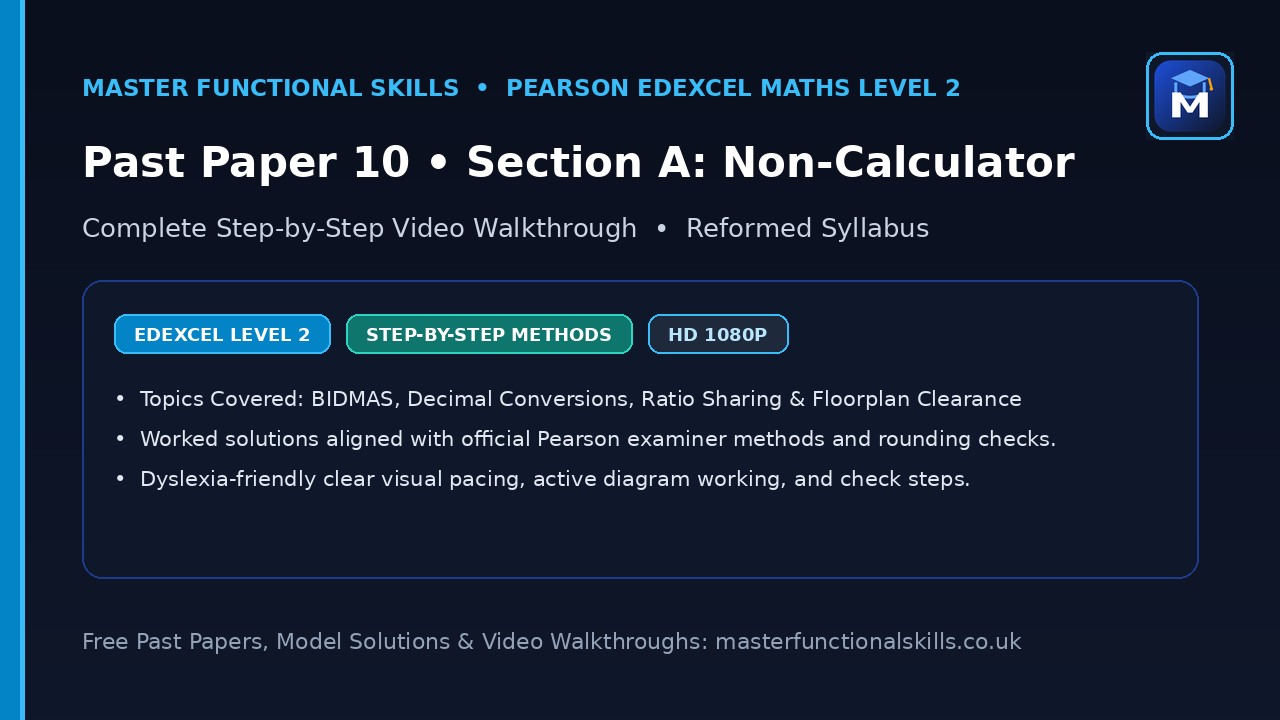 MASTER FUNCTIONAL SKILLS • PEARSON EDEXCEL MATHS LEVEL 2
M
Past Paper 10 • Section A: Non-Calculator
Complete Step-by-Step Video Walkthrough • Reformed Syllabus
EDEXCEL LEVEL 2 STEP-BY-STEP METHODS HD 1080P
• Topics Covered: BIDMAS, Decimal Conversions, Ratio Sharing & Floorplan Clearance
• Worked solutions aligned with official Pearson examiner methods and rounding checks.
• Dyslexia-friendly clear visual pacing, active diagram working, and check steps.
Free Past Papers, Model Solutions & Video Walkthroughs: masterfunctionalskills.co.uk